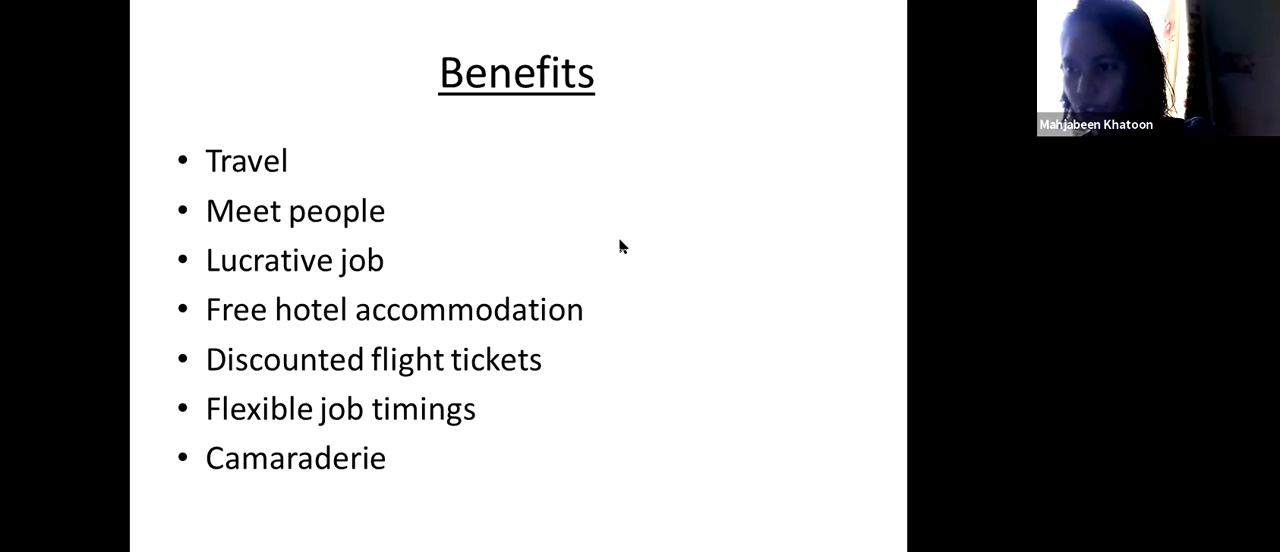 Benefits
• Travel
• Meet people
• Lucrative job
• Free hotel accommodation
• Discounted flight tickets
• Flexible job timings
• Camaraderie
Mahjabeen Khatoon